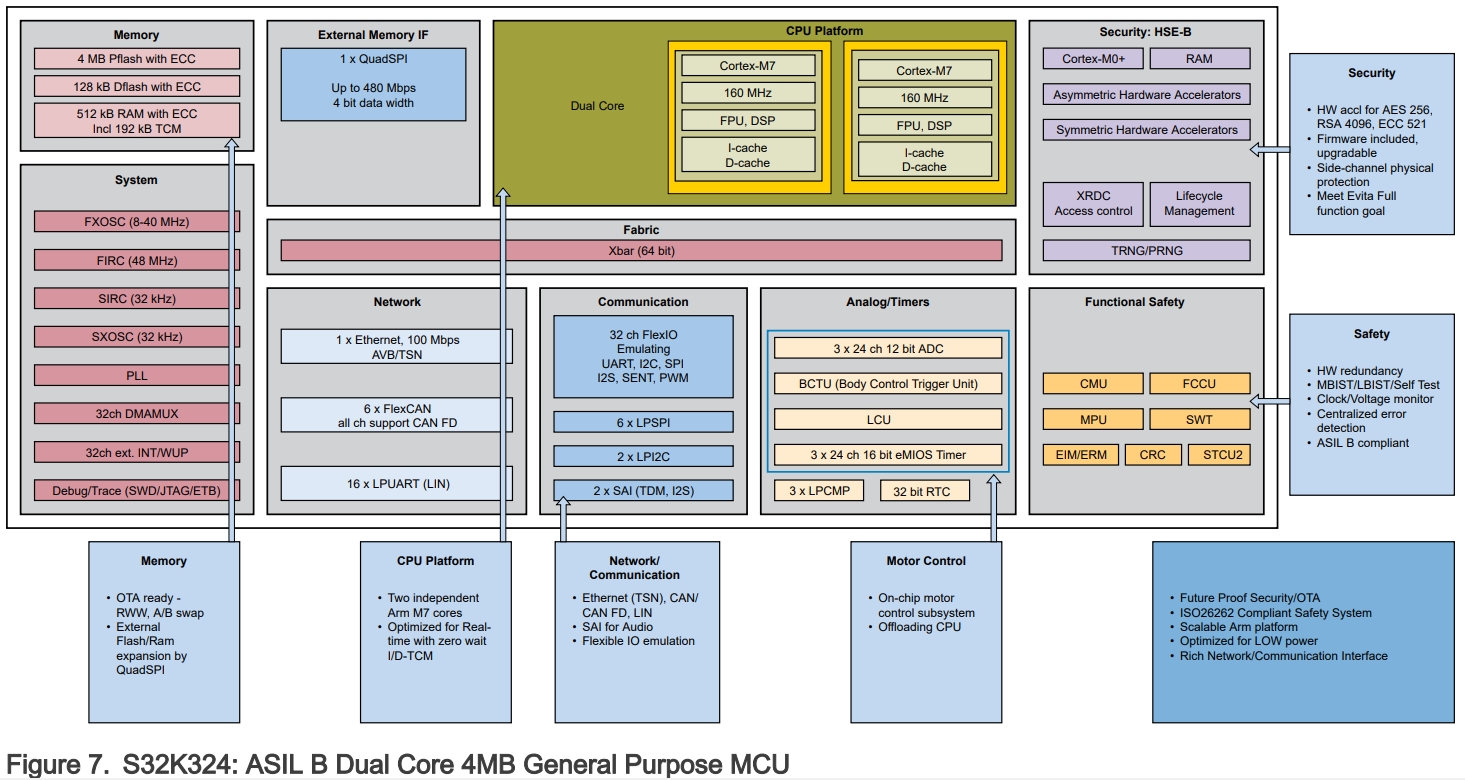 Memory
4 MB Pflash with ECC
128 kB Dflash with ECC
512 kB RAM with ECC
Incl 192 kB TCM
External Memory IF
1 x QuadSPI
Up to 480 Mbps
4 bit data width
CPU Platform
Dual Core
Cortex-M7
160 MHz
FPU, DSP
I-cache
D-cache
Cortex-M7
160 MHz
FPU, DSP
I-cache
D-cache
Security: HSE-B
Cortex-M0+
RAM
Asymmetric Hardware Accelerators
Symmetric Hardware Accelerators
XRDC
Access control
Lifecycle
Management
TRNG/PRNG
Security
• HW accl for AES 256,
RSA 4096, ECC 521
• Firmware included,
upgradable
• Side-channel physical
protection
• Meet Evita Full
function goal
System
FXOSC (8-40 MHz)
FIRC (48 MHz)
SIRC (32 kHz)
SXOSC (32 kHz)
PLL
32ch DMAMUX
32ch ext. INT/WUP
Debug/Trace (SWD/JTAG/ETB)
Fabric
Xbar (64 bit)
Network
1 x Ethernet, 100 Mbps
AVB/TSN
6 x FlexCAN
all ch support CAN FD
16 x LPUART (LIN)
Communication
32 ch FlexIO
Emulating
UART, I2C, SPI
I2S, SENT, PWM
6 x LPSPI
2 x LPI2C
2 x SAI (TDM, I2S)
Analog/Timers
3 x 24 ch 12 bit ADC
BCTU (Body Control Trigger Unit)
LCU
3 x 24 ch 16 bit eMIOS Timer
3 x LPCMP
32 bit RTC
Functional Safety
CMU
FCCU
MPU
SWT
EIM/ERM
CRC
STCU2
Safety
• HW redundancy
• MBIST/LBIST/Self Test
• Clock/Voltage monitor
• Centralized error
detection
• ASIL B compliant
Memory
• OTA ready -
RWW, A/B swap
• External
Flash/Ram
expansion by
QuadSPI
CPU Platform
• Two independent
Arm M7 cores
• Optimized for Real-
time with zero wait
I/D-TCM
Network/
Communication
• Ethernet (TSN), CAN/
CAN FD, LIN
• SAI for Audio
• Flexible IO emulation
Motor Control
• On-chip motor
control subsystem
• Offloading CPU
• Future Proof Security/OTA
• ISO26262 Compliant Safety System
• Scalable Arm platform
• Optimized for LOW power
• Rich Network/Communication Interface
Figure 7. S32K324: ASIL B Dual Core 4MB General Purpose MCU